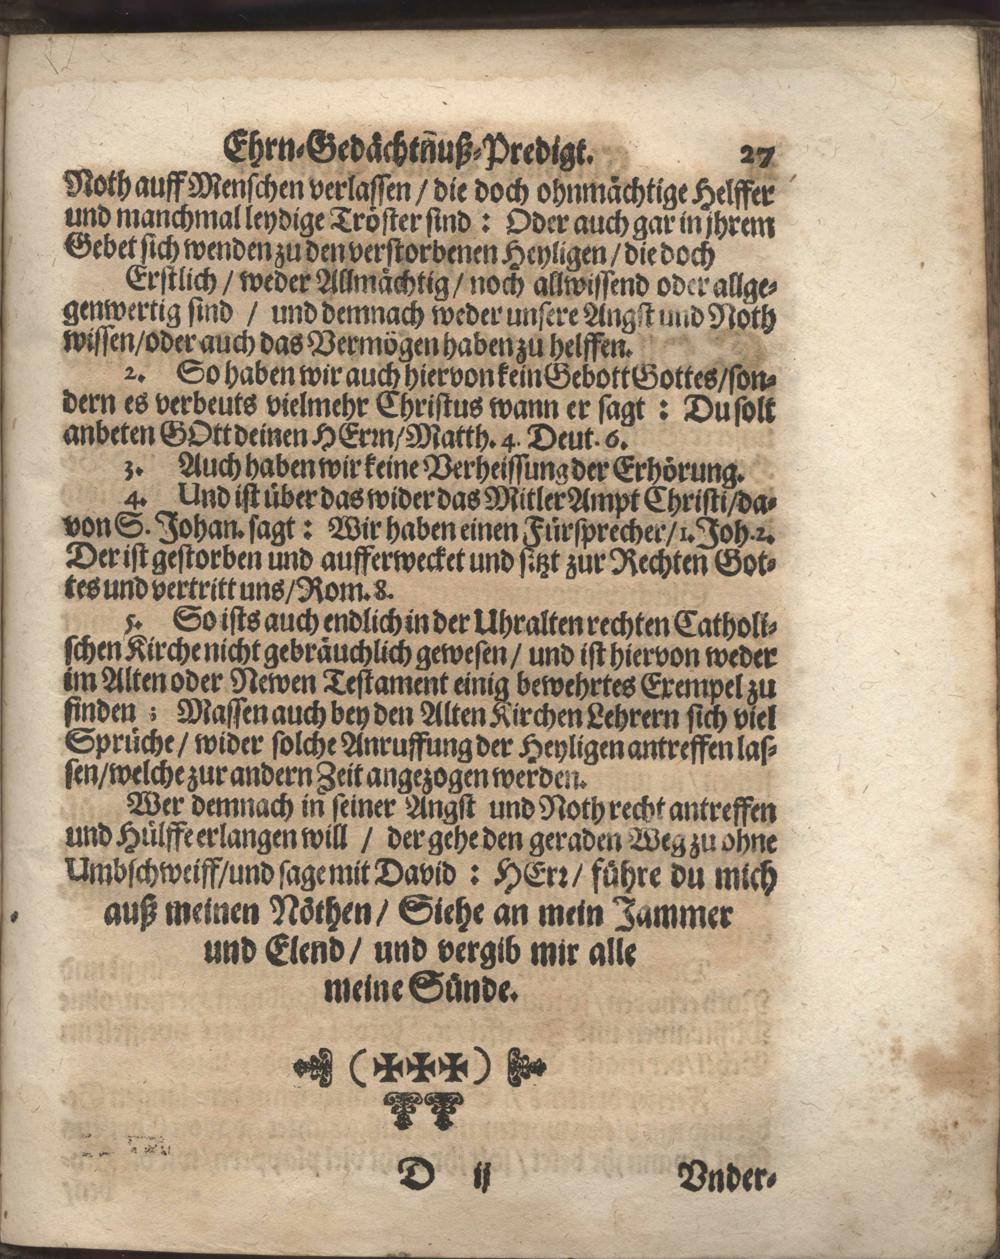 Ehrn-Gedächtñuß-Predigt. 27
Noth auff Menschen verlassen / die doch ohnmächtige Helffer
und manchmal leydige Tröster sind : Oder auch gar in jhrem
Gebet sich wenden zu den verstorbenen Heyligen / die doch
Erstlich / weder Allmächtig / noch allwissend oder allge-
genwertig sind / und demnach weder unsere Angst und Noth
wissen/oder auch das Vermögen haben zu helffen.
2. So haben wir auch hiervon kein Gebott Gottes/son-
dern es verbeuts vielmehr Christus wann er sagt : Du solt
anbeten GOtt deinen HErrn/Matth. 4. Deut. 6.
3. Auch haben wir keine Verheissung der Erhörung.
4. Und ist über das wider das Mitler Ampt Christi/da-
von S. Johan. sagt : Wir haben einen Fürsprecher/1. Joh. 2.
Der ist gestorben und aufferwecket und sitzt zur Rechten Got-
tes und vertritt uns/Rom. 8.
5. So ists auch endlich in der Uhralten rechten Catholi-
schen Kirche nicht gebräuchlich gewesen / und ist hiervon weder
im Alten oder Newen Testament einig bewehrtes Exempel zu
finden ; Massen auch bey den Alten Kirchen Lehrern sich viel
Sprüche / wider solche Anruffung der Heyligen antreffen las-
sen/welche zur andern Zeit angezogen werden.
Wer demnach in seiner Angst und Noth recht antreffen
und Hülffe erlangen will / der gehe den geraden Weg zu ohne
Umbschweiff/und sage mit David : HErr / führe du mich
auß meinen Nöthen / Siehe an mein Jammer
und Elend / und vergib mir alle
meine Sünde.
D ij Vnder-